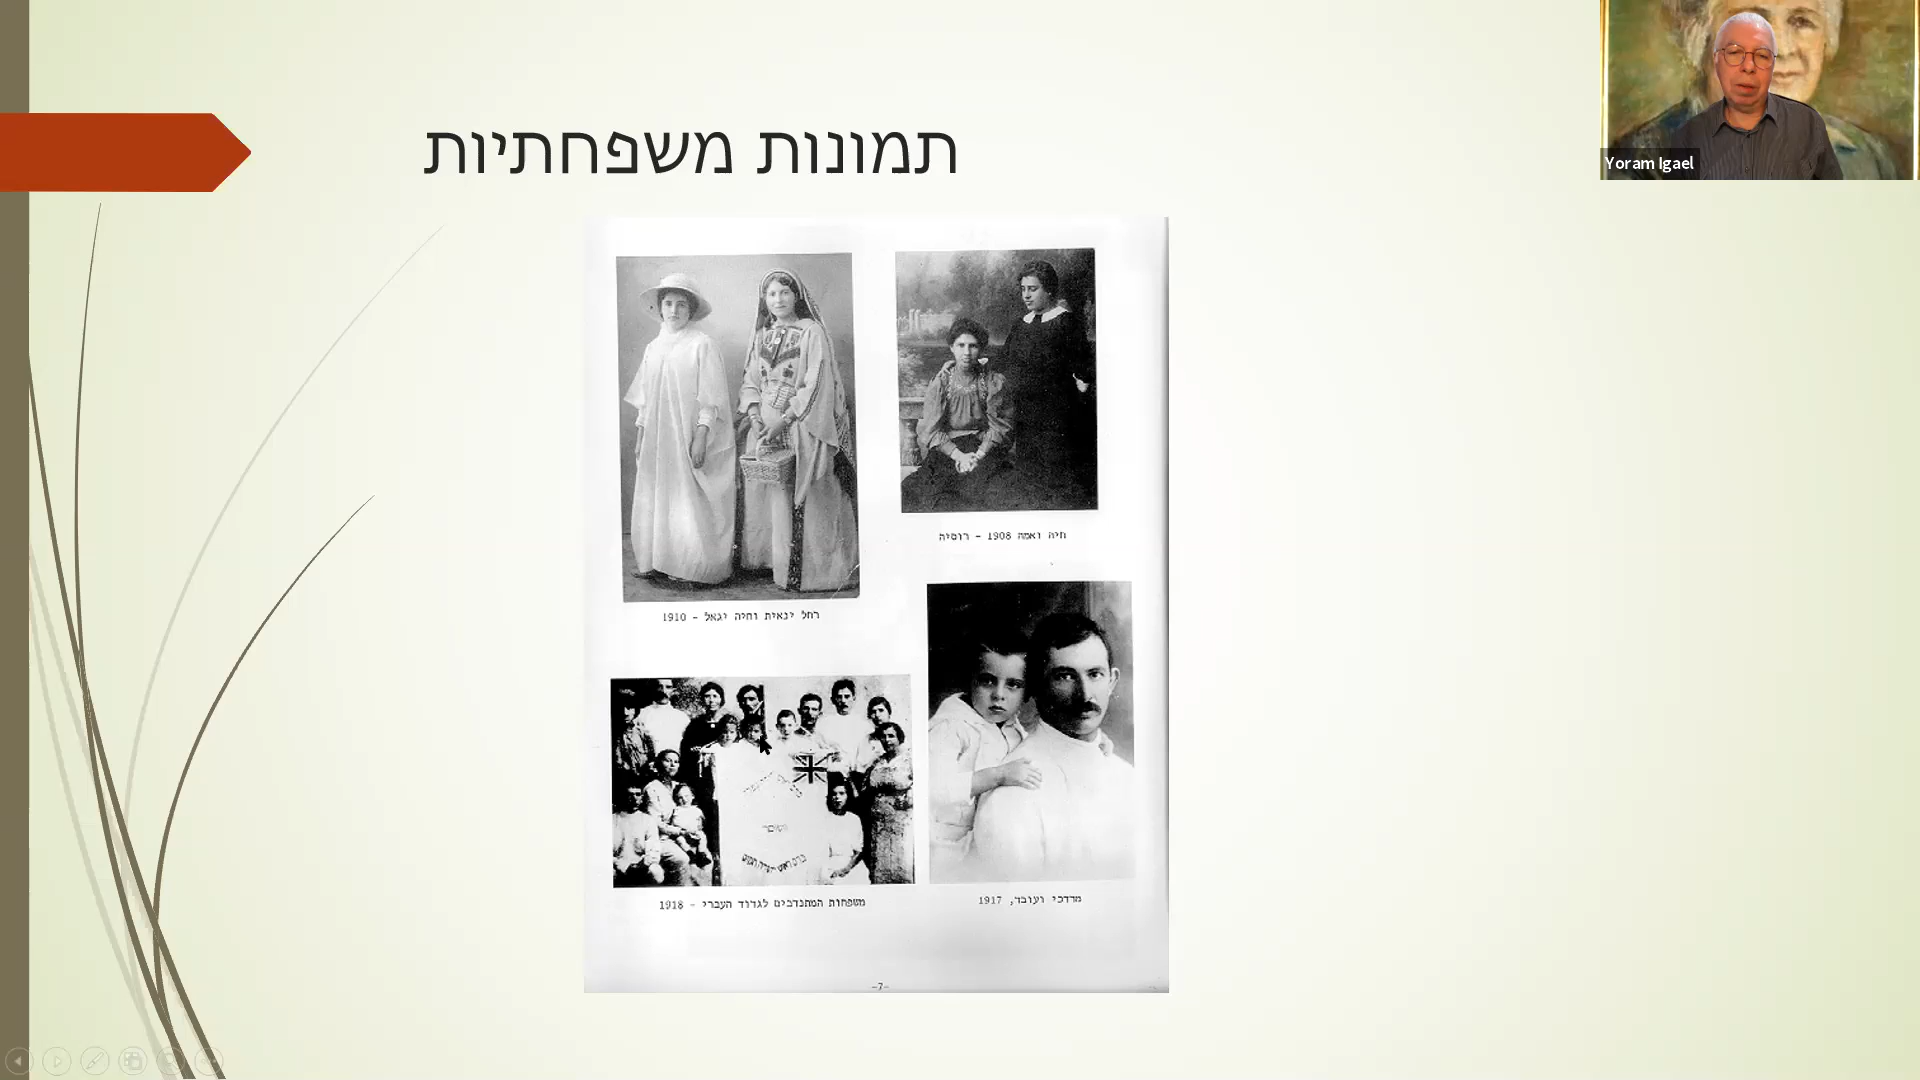 תמונות משפחתיות
Yoram Igael
חיה ואמה 1908 - רוסיה
רחל ינאית וחיה יגאל - 1910
מרדכי ועובד, 1917
משפחות המתנדבים לגדוד העברי - 1918
-7-